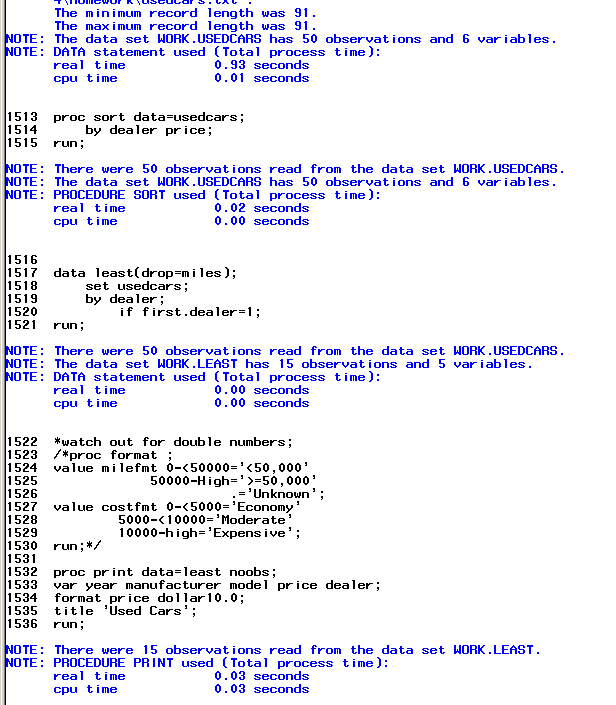 4\homework\usedcars.txt'.
The minimum record length was 91.
The maximum record length was 91.
NOTE: The data set WORK.USEDCARS has 50 observations and 6 variables.
NOTE: DATA statement used (Total process time):
real time 0.93 seconds
cpu time 0.01 seconds
1513 proc sort data=usedcars;
1514 by dealer price;
1515 run;
NOTE: There were 50 observations read from the data set WORK.USEDCARS.
NOTE: The data set WORK.USEDCARS has 50 observations and 6 variables.
NOTE: PROCEDURE SORT used (Total process time):
real time 0.02 seconds
cpu time 0.00 seconds
1516
1517 data least(drop=miles);
1518 set usedcars;
1519 by dealer;
1520 if first.dealer=1;
1521 run;
NOTE: There were 50 observations read from the data set WORK.USEDCARS.
NOTE: The data set WORK.LEAST has 15 observations and 5 variables.
NOTE: DATA statement used (Total process time):
real time 0.00 seconds
cpu time 0.00 seconds
1522 *watch out for double numbers;
1523 /*proc format ;
1524 value milefmt 0-<50000='<50,000'
1525 50000-High='>=50,000'
1526 .='Unknown';
1527 value costfmt 0-<5000='Economy'
1528 5000-<10000='Moderate'
1529 10000-high='Expensive';
1530 run;*/
1531
1532 proc print data=least noobs;
1533 var year manufacturer model price dealer;
1534 format price dollar10.0;
1535 title 'Used Cars';
1536 run;
NOTE: There were 15 observations read from the data set WORK.LEAST.
NOTE: PROCEDURE PRINT used (Total process time):
real time 0.03 seconds
cpu time 0.03 seconds